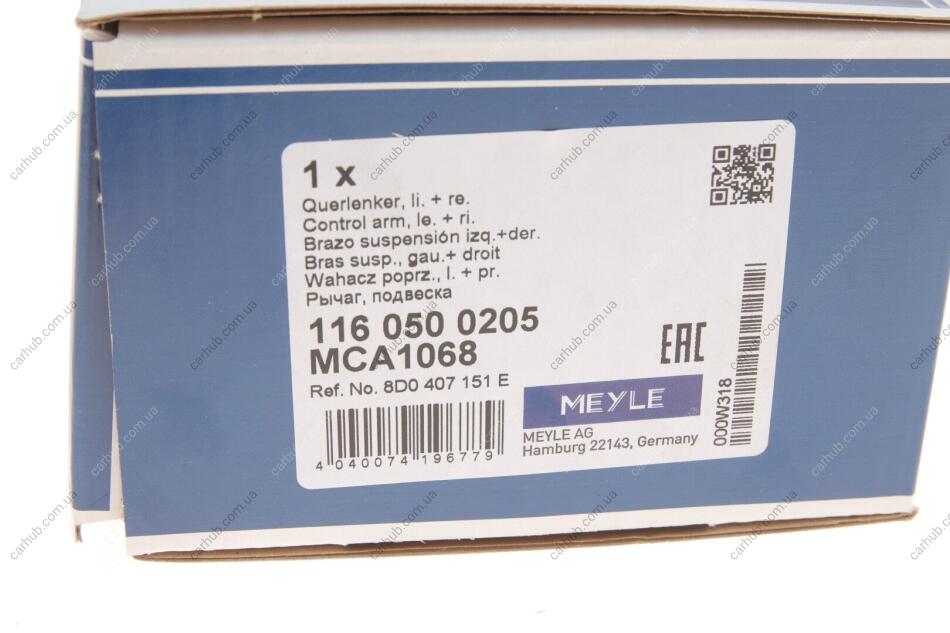 1 x
Querlenker, li. + re.
Control arm, le. + ri.
Brazo suspensión izq.+der.
Bras susp., gau.+ droit
Wahacz poprz., l. + pr.
Рычаг, подвеска
116 050 0205
MCA1068
Ref. No. 8D0 407 151 E
EAC
MEYLE
MEYLE AG
Hamburg 22143, Germany
4 040074 196779
000W318
carhub.com.ua